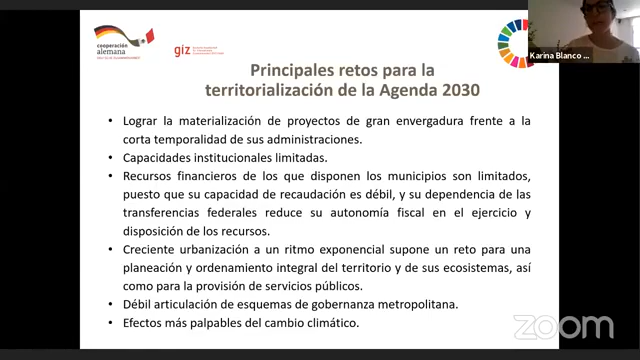 cooperación
alemana
giz
Karina Blanco ...
Principales retos para la
territorialización de la Agenda 2030
• Lograr la materialización de proyectos de gran envergadura frente a la
corta temporalidad de sus administraciones.
• Capacidades institucionales limitadas.
• Recursos financieros de los que disponen los municipios son limitados,
puesto que su capacidad de recaudación es débil, y su dependencia de las
transferencias federales reduce su autonomía fiscal en el ejercicio y
disposición de los recursos.
• Creciente urbanización a un ritmo exponencial supone un reto para una
planeación y ordenamiento integral del territorio y de sus ecosistemas, así
como para la provisión de servicios públicos.
• Débil articulación de esquemas de gobernanza metropolitana.
• Efectos más palpables del cambio climático.
zoom